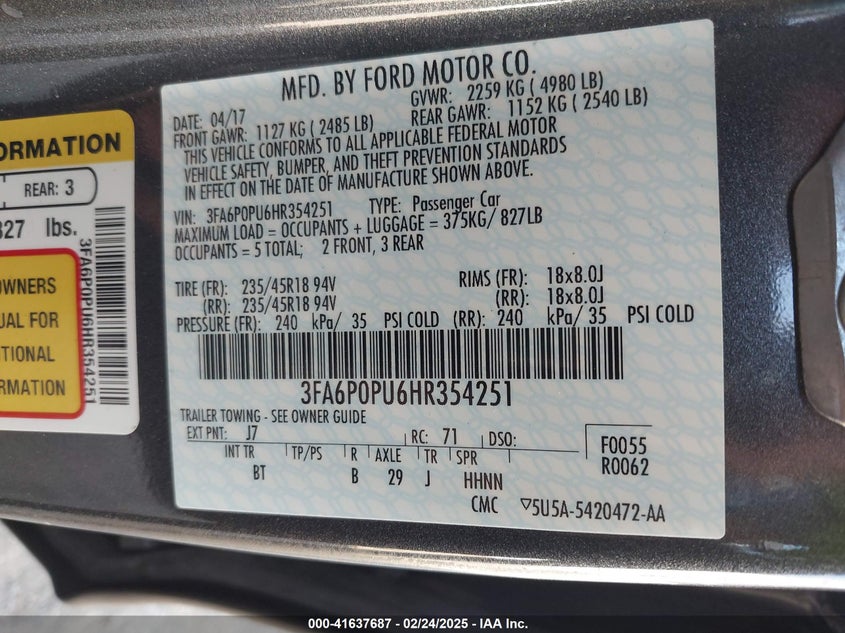 MFD. BY FORD MOTOR CO.
DATE: 04/17
GVWR: 2259 KG ( 4980 LB)
FRONT GAWR: 1127 KG ( 2485 LB)
REAR GAWR: 1152 KG ( 2540 LB)
THIS VEHICLE CONFORMS TO ALL APPLICABLE FEDERAL MOTOR
VEHICLE SAFETY, BUMPER, AND THEFT PREVENTION STANDARDS
IN EFFECT ON THE DATE OF MANUFACTURE SHOWN ABOVE.
VIN: 3FA6P0PU6HR354251 TYPE: Passenger Car
MAXIMUM LOAD = OCCUPANTS + LUGGAGE = 375KG/ 827LB
OCCUPANTS = 5 TOTAL; 2 FRONT, 3 REAR
TIRE (FR): 235/45R18 94V RIMS (FR): 18x8.0J
(RR): 235/45R18 94V (RR): 18x8.0J
PRESSURE (FR): 240 kPa/ 35 PSI COLD (RR): 240 kPa/ 35 PSI COLD
3FA6P0PU6HR354251
TRAILER TOWING - SEE OWNER GUIDE
EXT PNT: J7 RC: 71 DSO:
INT TR TP/PS R AXLE TR SPR
BT B 29 J HHNN
F0055
R0062
CMC ▽5U5A-5420472-AA
ORMATION
REAR: 3
827 lbs.
OWNERS
UAL FOR
ITIONAL
RMATION
3FA6P0PU6HR354251
000-41637687 - 02/24/2025 - IAA Inc.